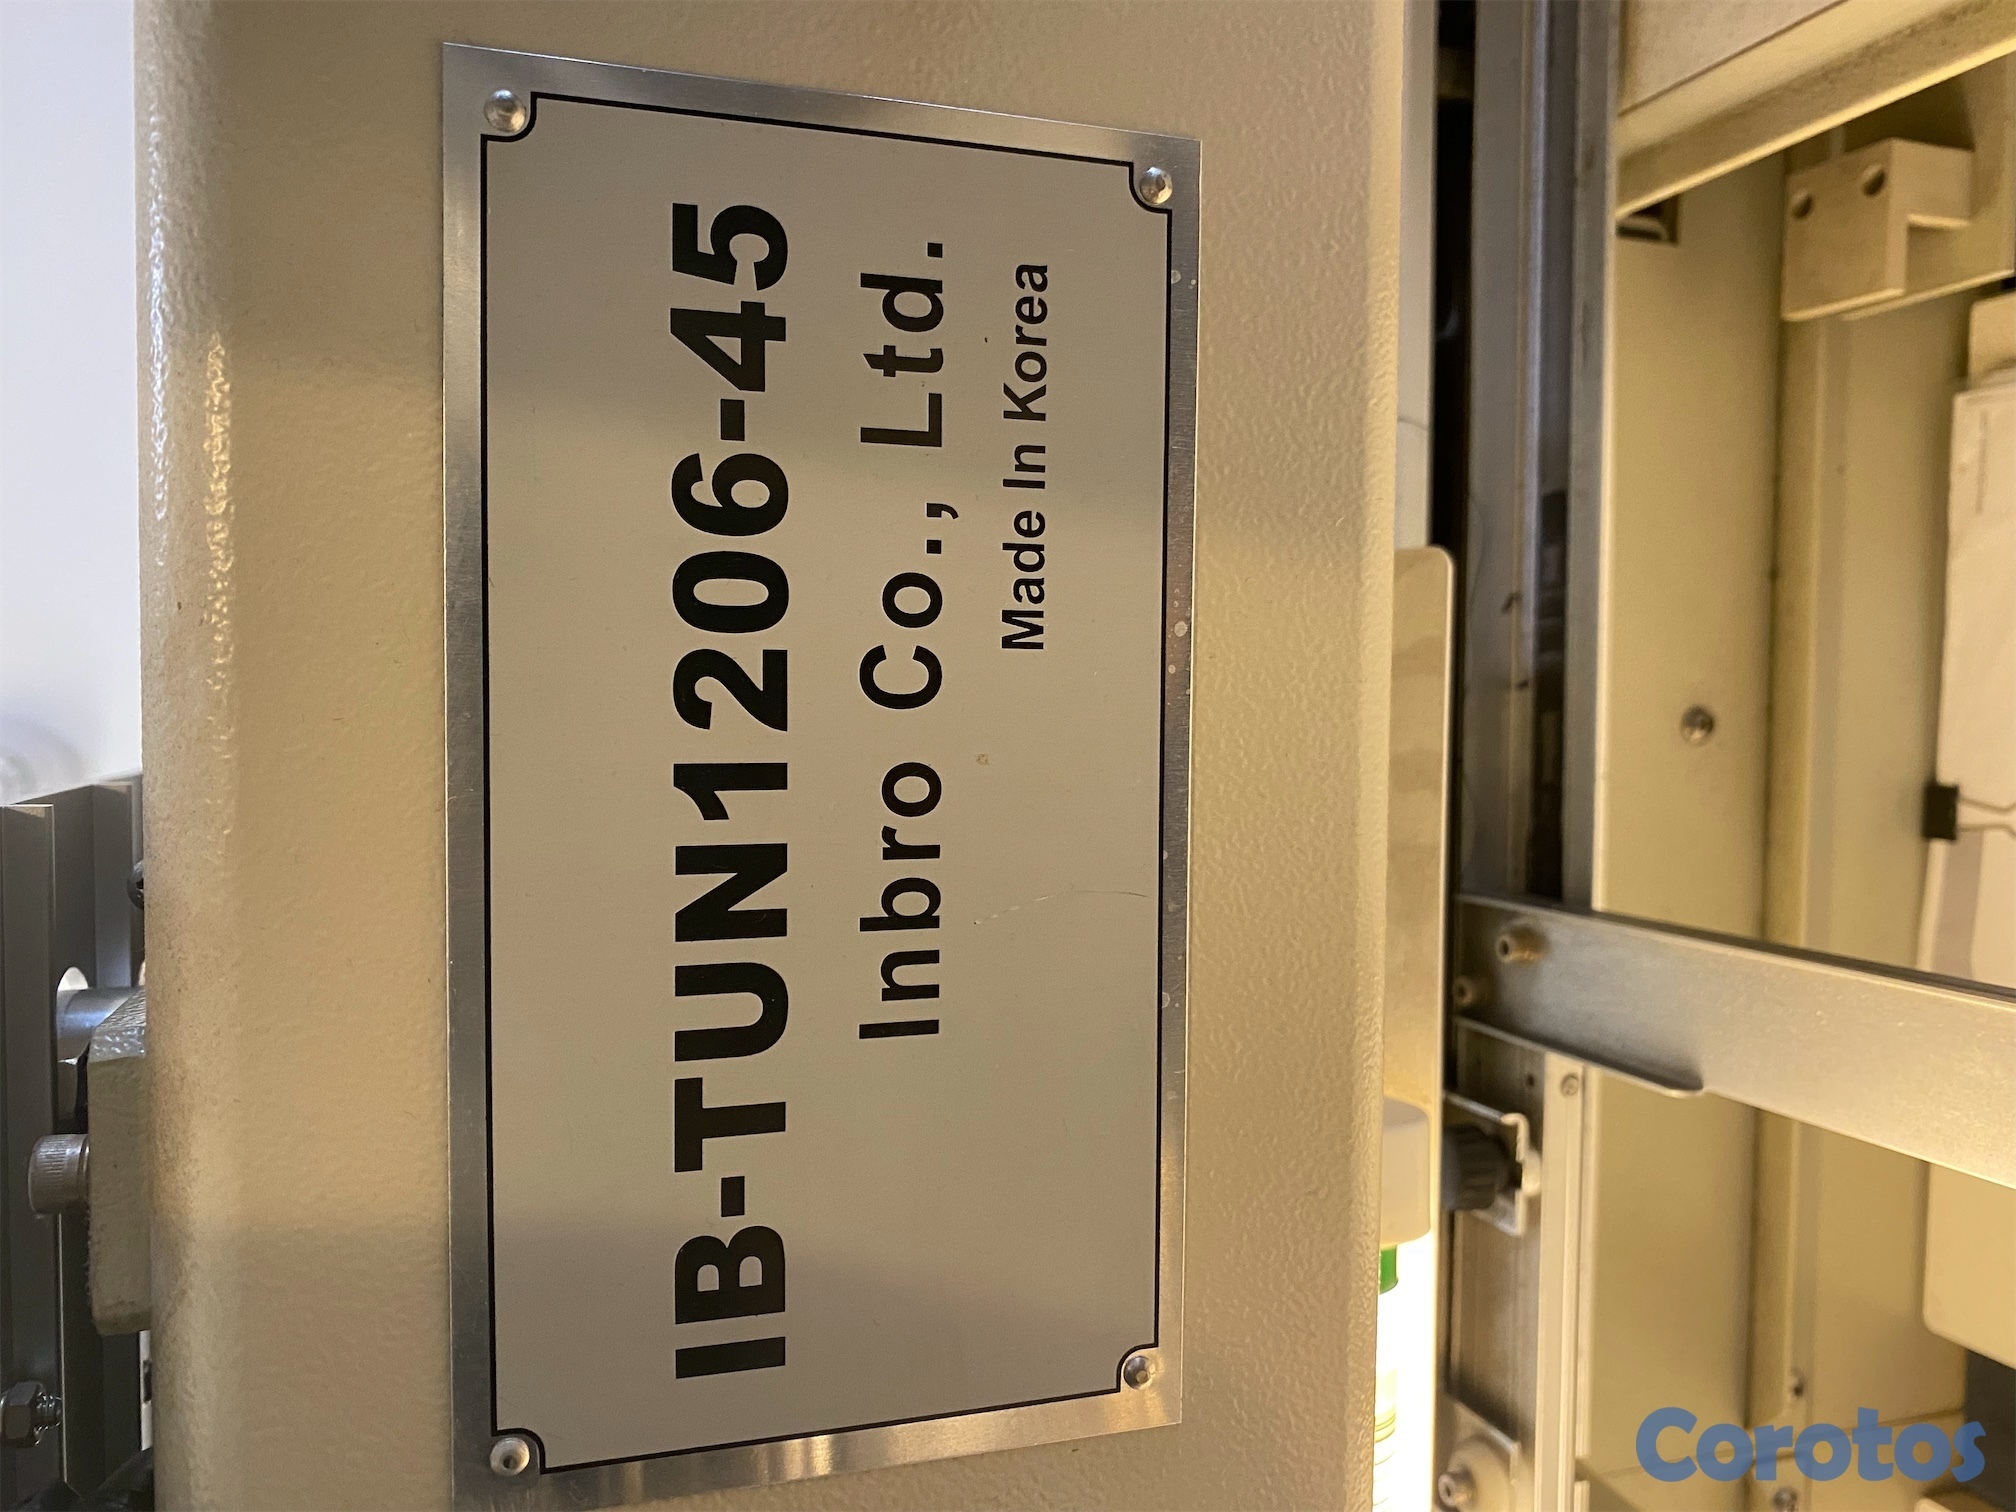 IB-TUN1206-45
Inbro Co., Ltd.
Made In Korea
Corotos